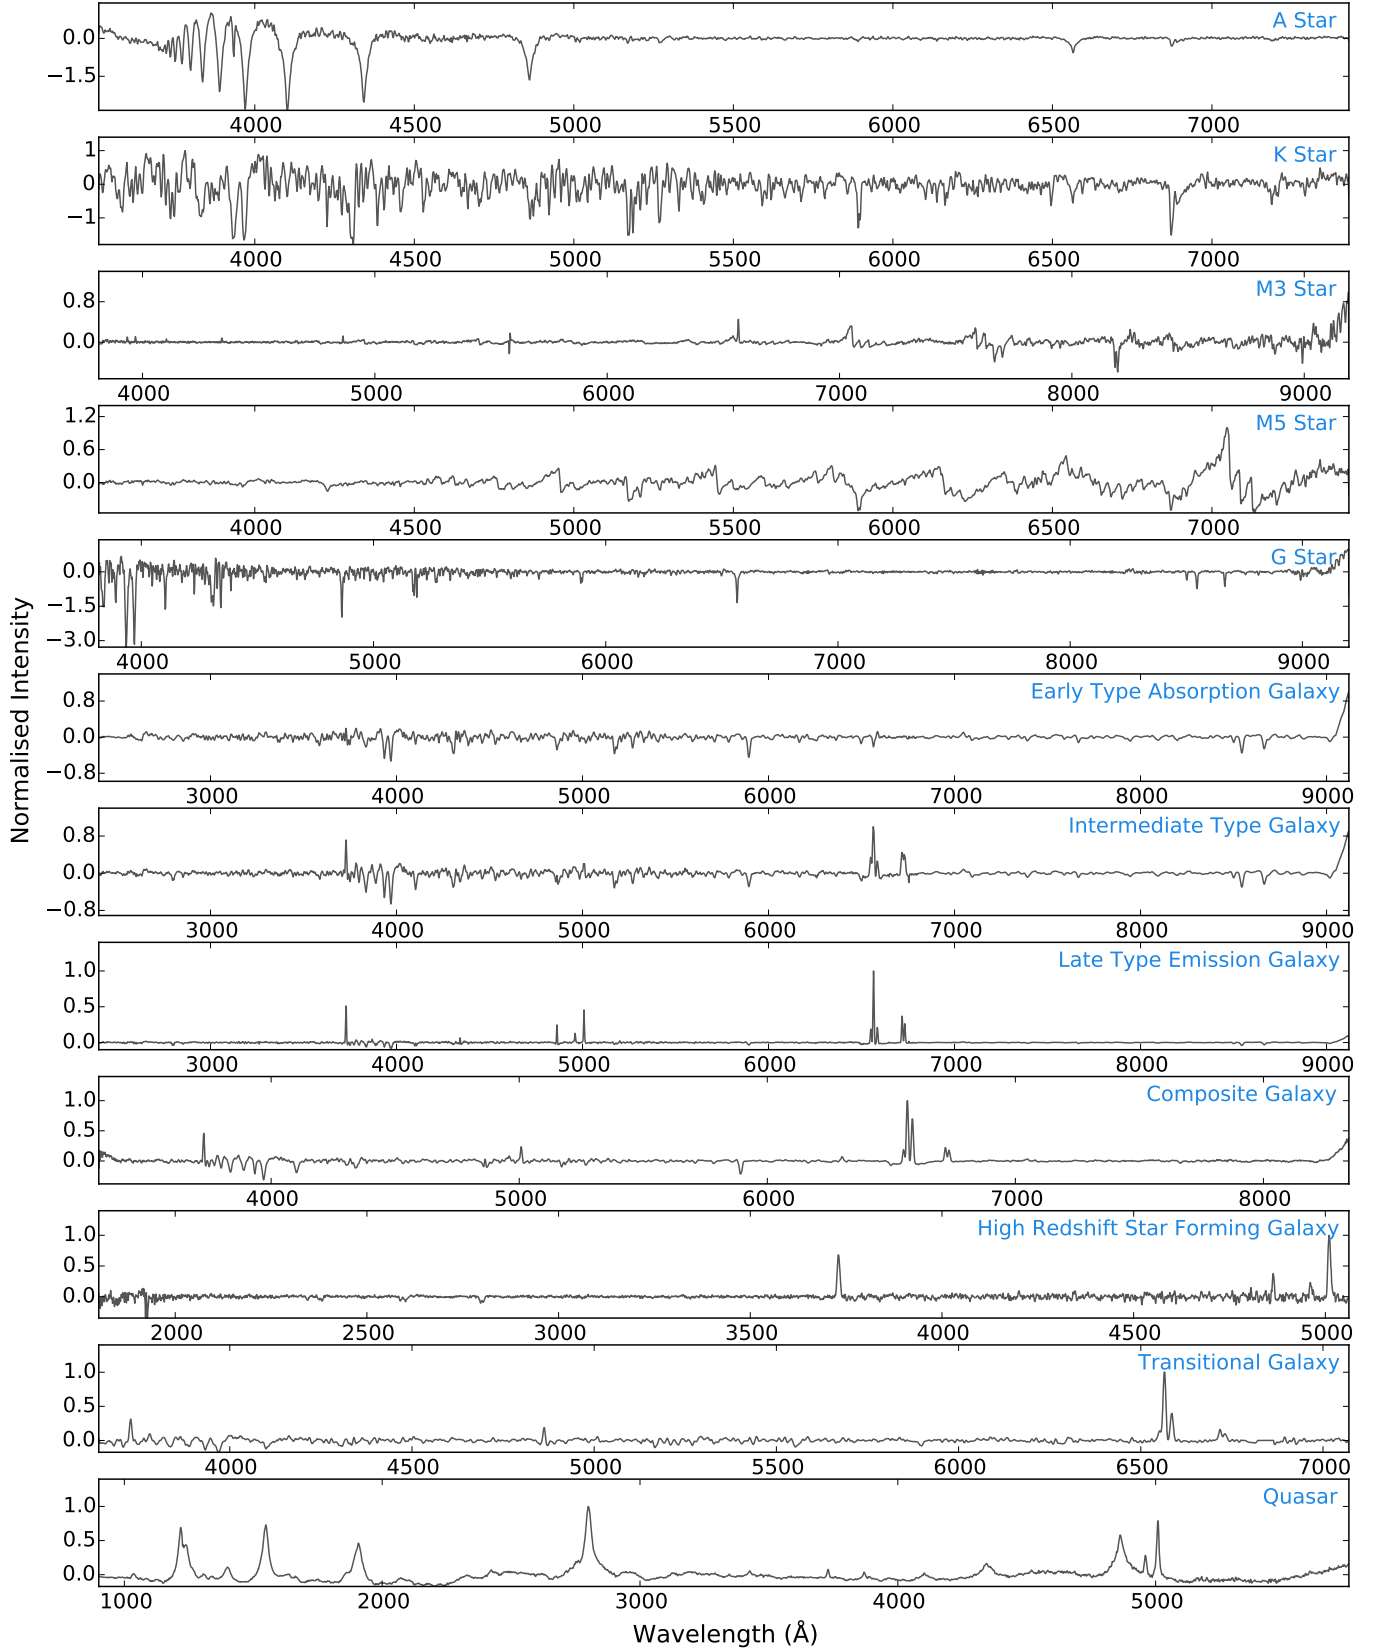 A Star
0.0
−1.5
4000 4500 5000 5500 6000 6500 7000
K Star
1
0
−1
4000 4500 5000 5500 6000 6500 7000
M3 Star
0.8
0.0
4000 5000 6000 7000 8000 9000
M5 Star
1.2
0.6
0.0
4000 4500 5000 5500 6000 6500 7000
G Star
0.0
−1.5
−3.0
4000 5000 6000 7000 8000 9000
Normalised Intensity
Early Type Absorption Galaxy
0.8
0.0
−0.8
3000 4000 5000 6000 7000 8000 9000
Intermediate Type Galaxy
0.8
0.0
−0.8
3000 4000 5000 6000 7000 8000 9000
Late Type Emission Galaxy
1.0
0.5
0.0
3000 4000 5000 6000 7000 8000 9000
Composite Galaxy
1.0
0.5
0.0
4000 5000 6000 7000 8000
High Redshift Star Forming Galaxy
1.0
0.5
0.0
2000 2500 3000 3500 4000 4500 5000
Transitional Galaxy
1.0
0.5
0.0
4000 4500 5000 5500 6000 6500 7000
Quasar
1.0
0.5
0.0
1000 2000 3000 4000 5000
Wavelength (Å)